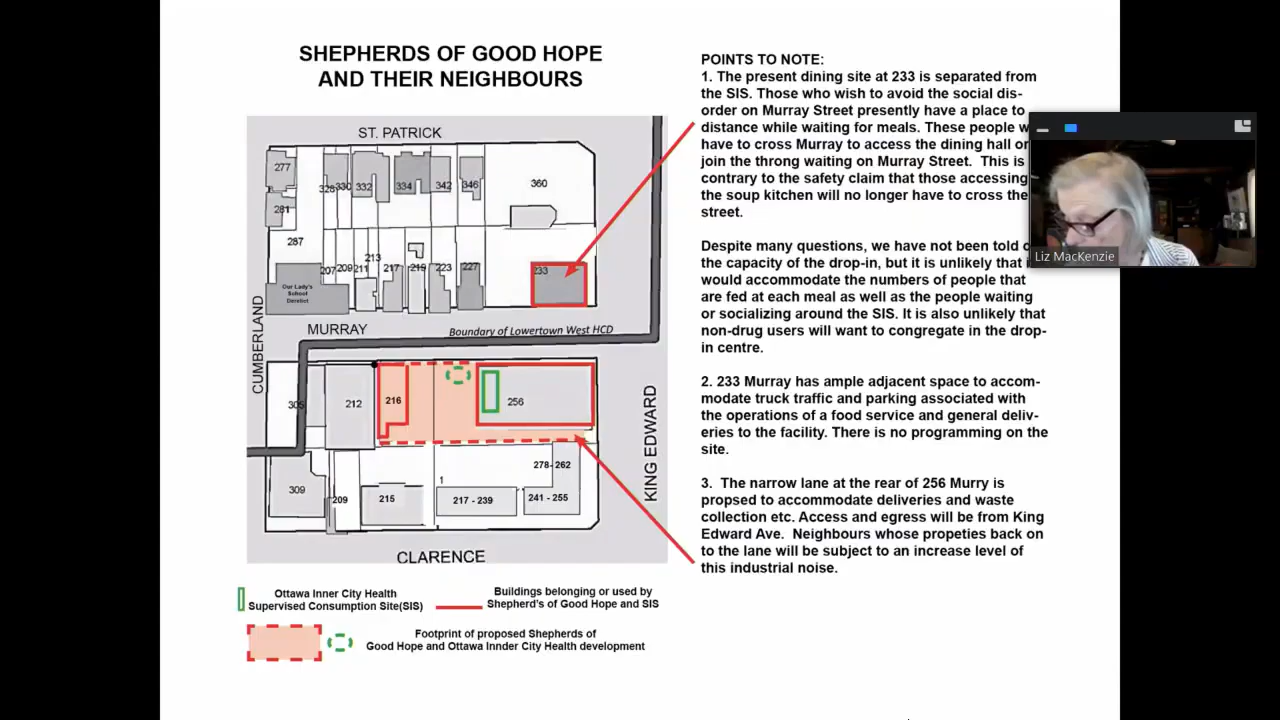 SHEPHERDS OF GOOD HOPE
AND THEIR NEIGHBOURS
ST. PATRICK
277
328
330
332
334
342
346
360
281
287
207
209
211
213
217
219
223
227
233
Our Lady's
School
Derelict
CUMBERLAND
MURRAY
Boundary of Lowertown West HCD
305
212
216
256
KING EDWARD
309
209
215
1
217 - 239
241 - 255
278- 262
CLARENCE
Ottawa Inner City Health
Supervised Consumption Site(SIS)
Buildings belonging or used by
Shepherd's of Good Hope and SIS
Footprint of proposed Shepherds of
Good Hope and Ottawa Innder City Health development
POINTS TO NOTE:
1. The present dining site at 233 is separated from
the SIS. Those who wish to avoid the social dis-
order on Murray Street presently have a place to
distance while waiting for meals. These people
have to cross Murray to access the dining hall or
join the throng waiting on Murray Street. This is
contrary to the safety claim that those accessing
the soup kitchen will no longer have to cross the
street.
Despite many questions, we have not been told
the capacity of the drop-in, but it is unlikely that
would accommodate the numbers of people that
are fed at each meal as well as the people waiting
or socializing around the SIS. It is also unlikely that
non-drug users will want to congregate in the drop-
in centre.
2. 233 Murray has ample adjacent space to accom-
modate truck traffic and parking associated with
the operations of a food service and general deliv-
eries to the facility. There is no programming on the
site.
3. The narrow lane at the rear of 256 Murry is
propsed to accommodate deliveries and waste
collection etc. Access and egress will be from King
Edward Ave. Neighbours whose propeties back on
to the lane will be subject to an increase level of
this industrial noise.
Liz MacKenzie